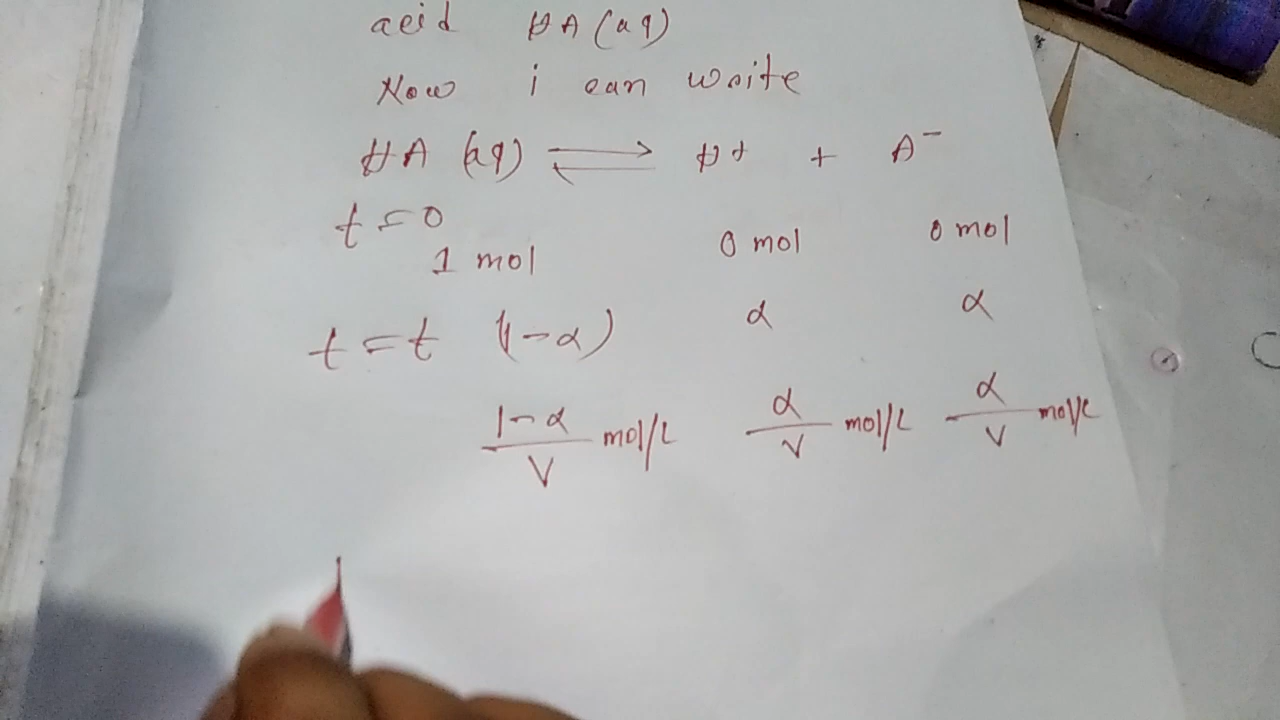 acid HA (aq)
Now i can write
HA (aq) ⇌ H+ + A⁻
t = 0
1 mol 0 mol 0 mol
t = t (1-α) α α
1-α/V mol/L α/V mol/L α/V mol/L